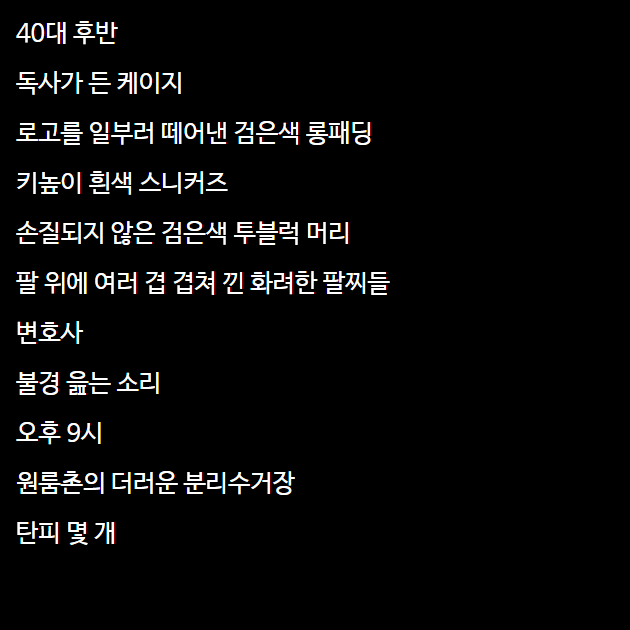 40대 후반
독사가 든 케이지
로고를 일부러 떼어낸 검은색 롱패딩
키높이 흰색 스니커즈
손질되지 않은 검은색 투블럭 머리
팔 위에 여러 겹 겹쳐 낀 화려한 팔찌들
변호사
불경 읊는 소리
오후 9시
원룸촌의 더러운 분리수거장
탄피 몇 개